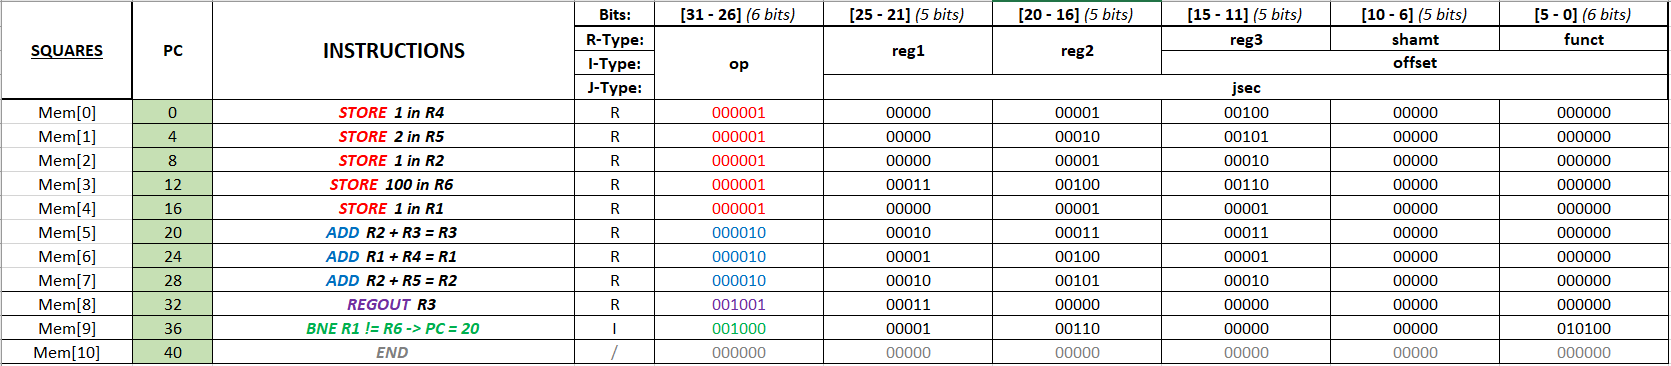 Bits: [31 - 26] (6 bits) [25 - 21] (5 bits) [20 - 16] (5 bits) [15 - 11] (5 bits) [10 - 6] (5 bits) [5 - 0] (6 bits)
SQUARES PC INSTRUCTIONS R-Type: op reg1 reg2 reg3 shamt funct
I-Type: offset
J-Type: jsec
Mem[0] 0 STORE 1 in R4 R 000001 00000 00001 00100 00000 000000
Mem[1] 4 STORE 2 in R5 R 000001 00000 00010 00101 00000 000000
Mem[2] 8 STORE 1 in R2 R 000001 00000 00001 00010 00000 000000
Mem[3] 12 STORE 100 in R6 R 000001 00011 00100 00110 00000 000000
Mem[4] 16 STORE 1 in R1 R 000001 00000 00001 00001 00000 000000
Mem[5] 20 ADD R2 + R3 = R3 R 000010 00010 00011 00011 00000 000000
Mem[6] 24 ADD R1 + R4 = R1 R 000010 00001 00100 00001 00000 000000
Mem[7] 28 ADD R2 + R5 = R2 R 000010 00010 00101 00010 00000 000000
Mem[8] 32 REGOUT R3 R 001001 00011 00000 00000 00000 000000
Mem[9] 36 BNE R1 != R6 -> PC = 20 I 001000 00001 00110 00000 00000 010100
Mem[10] 40 END / 000000 00000 00000 00000 00000 000000